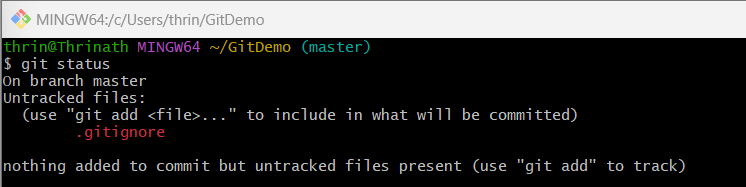 MINGW64:/c/Users/thrin/GitDemo
thrin@Thrinath MINGW64 ~/GitDemo (master)
$ git status
On branch master
Untracked files:
  (use "git add <file>..." to include in what will be committed)
        .gitignore

nothing added to commit but untracked files present (use "git add" to track)